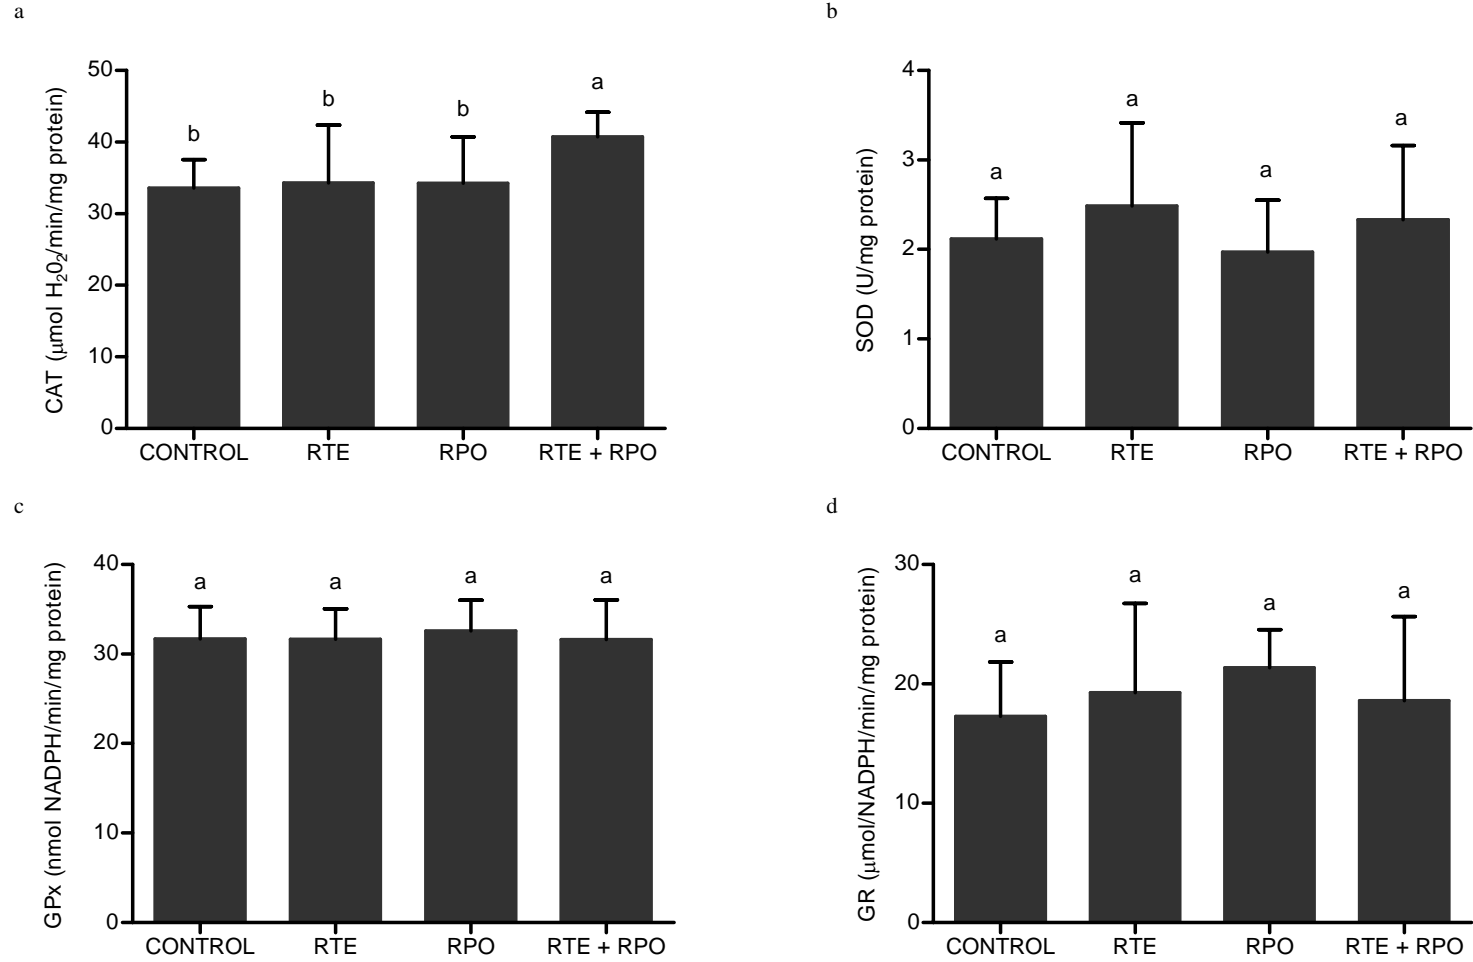 a
CAT (μmol H₂0₂/min/mg protein)
50
40
30
20
10
0
b
b
b
a
CONTROL RTE RPO RTE + RPO
b
SOD (U/mg protein)
4
3
2
1
0
a
a
a
a
CONTROL RTE RPO RTE + RPO
c
GPx (nmol NADPH/min/mg protein)
40
30
20
10
0
a
a
a
a
CONTROL RTE RPO RTE + RPO
d
GR (μmol/NADPH/min/mg protein)
30
20
10
0
a
a
a
a
CONTROL RTE RPO RTE + RPO